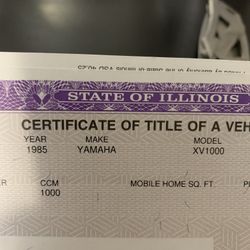 STATE OF ILLINOIS
CERTIFICATE OF TITLE OF A VEH
YEAR MAKE MODEL
1985 YAMAHA XV1000
ER CCM MOBILE HOME SQ. FT.
1000